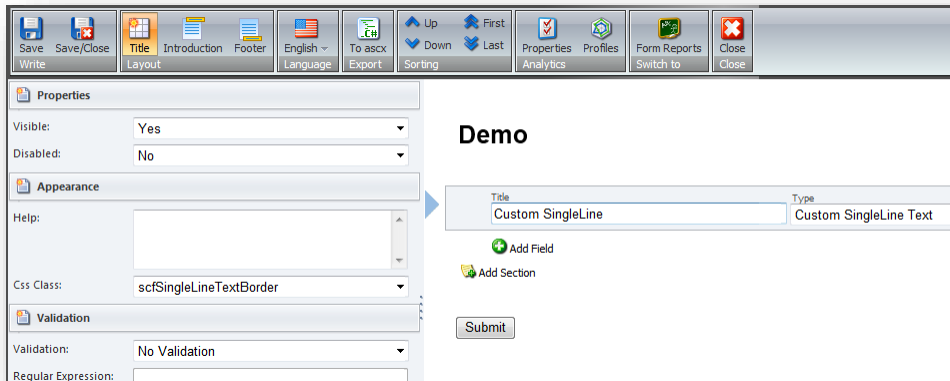 Save Save/Close Title Introduction Footer English To ascx Up First Down Last Properties Profiles Form Reports Close
Write Layout Language Export Sorting Analytics Switch to Close
Properties
Visible: Yes
Disabled: No
Appearance
Help:
Css Class: scfSingleLineTextBorder
Validation
Validation: No Validation
Regular Expression:
Demo
Title Type
Custom SingleLine Custom SingleLine Text
Add Field
Add Section
Submit